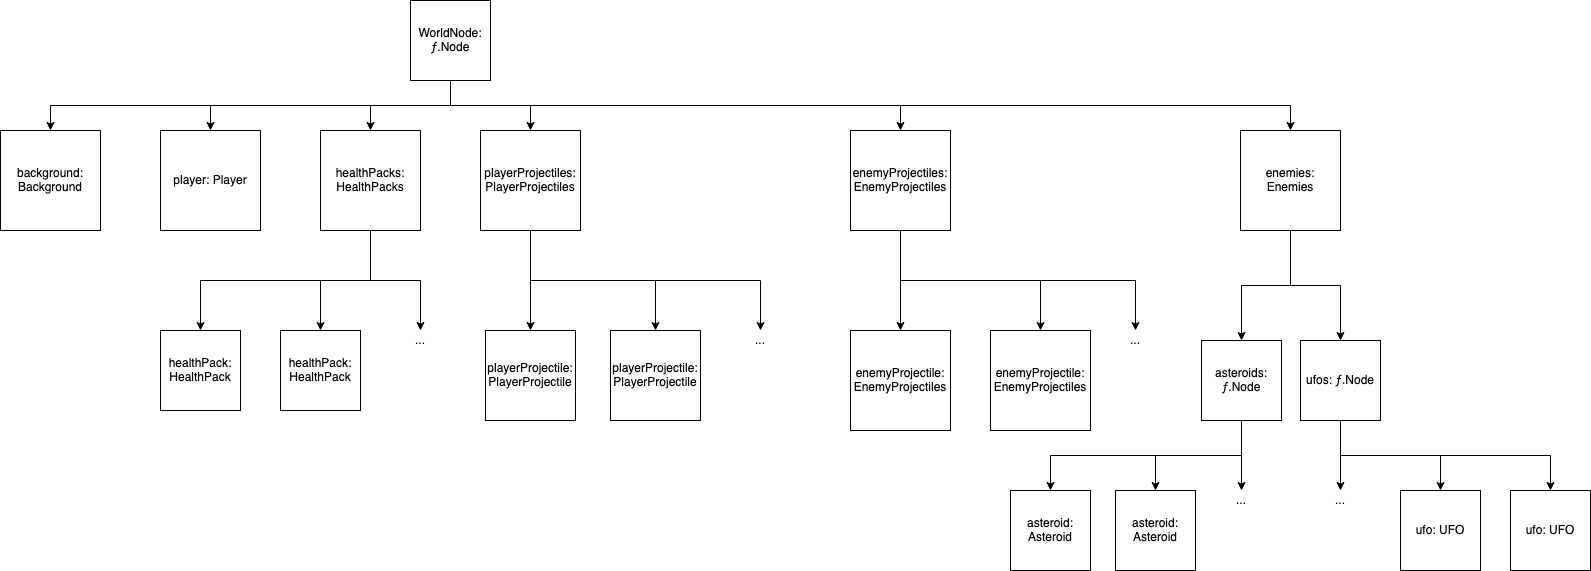 WorldNode:
ƒ.Node
background:
Background
player: Player
healthPacks:
HealthPacks
playerProjectiles:
PlayerProjectiles
enemyProjectiles:
EnemyProjectiles
enemies:
Enemies
healthPack:
HealthPack
healthPack:
HealthPack
...
playerProjectile:
PlayerProjectile
playerProjectile:
PlayerProjectile
...
enemyProjectile:
EnemyProjectiles
enemyProjectile:
EnemyProjectiles
...
asteroids:
ƒ.Node
ufos: ƒ.Node
asteroid:
Asteroid
asteroid:
Asteroid
...
...
ufo: UFO
ufo: UFO